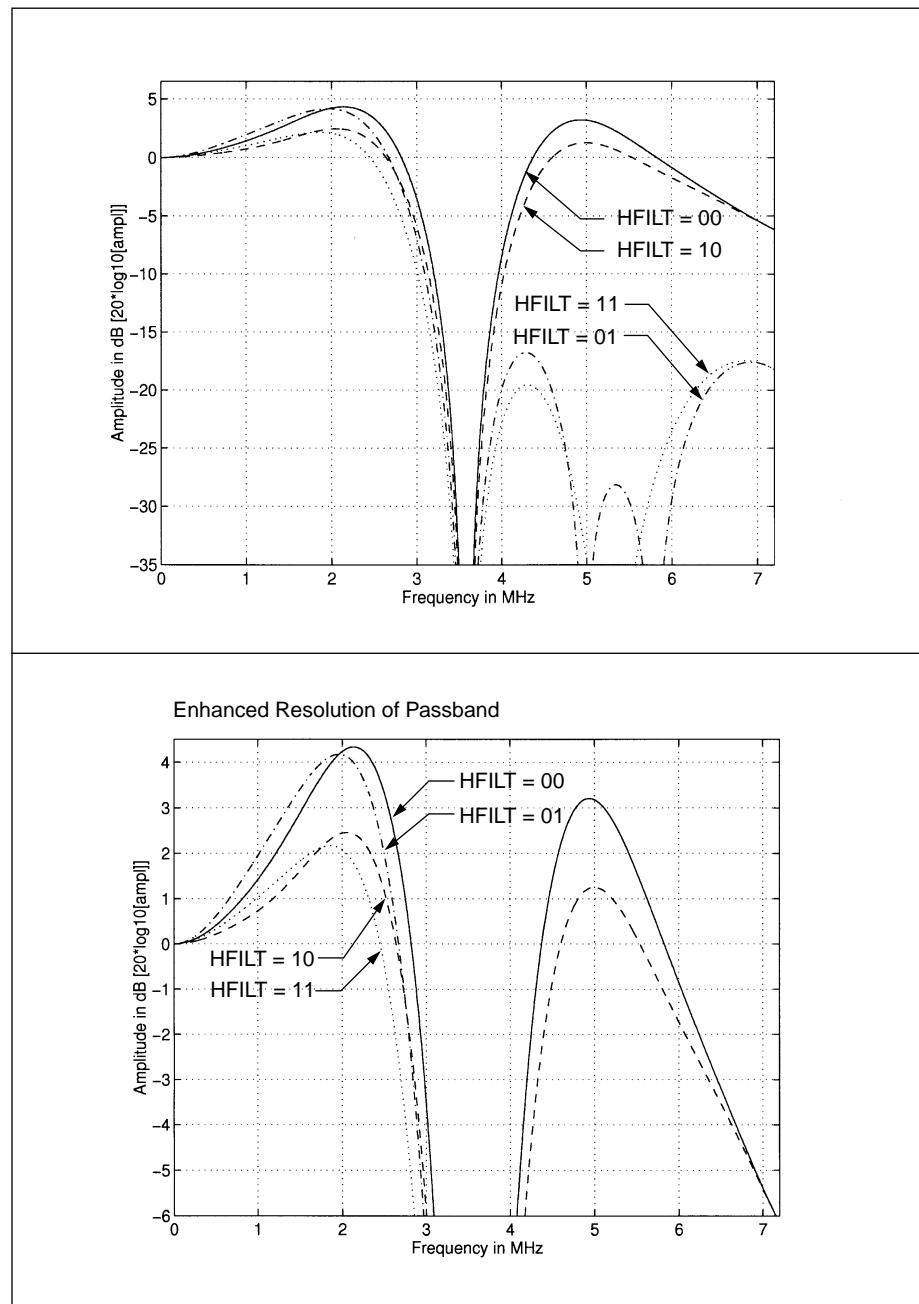 5
0
−5
−10
−15
−20
−25
−30
−35
Amplitude in dB [20*log10[ampl]]
HFILT = 00
HFILT = 10
HFILT = 11
HFILT = 01
0 1 2 3 4 5 6 7
Frequency in MHz
Enhanced Resolution of Passband
4
3
2
1
0
−1
−2
−3
−4
−5
−6
Amplitude in dB [20*log10[ampl]]
HFILT = 00
HFILT = 01
HFILT = 10
HFILT = 11
0 1 2 3 4 5 6 7
Frequency in MHz